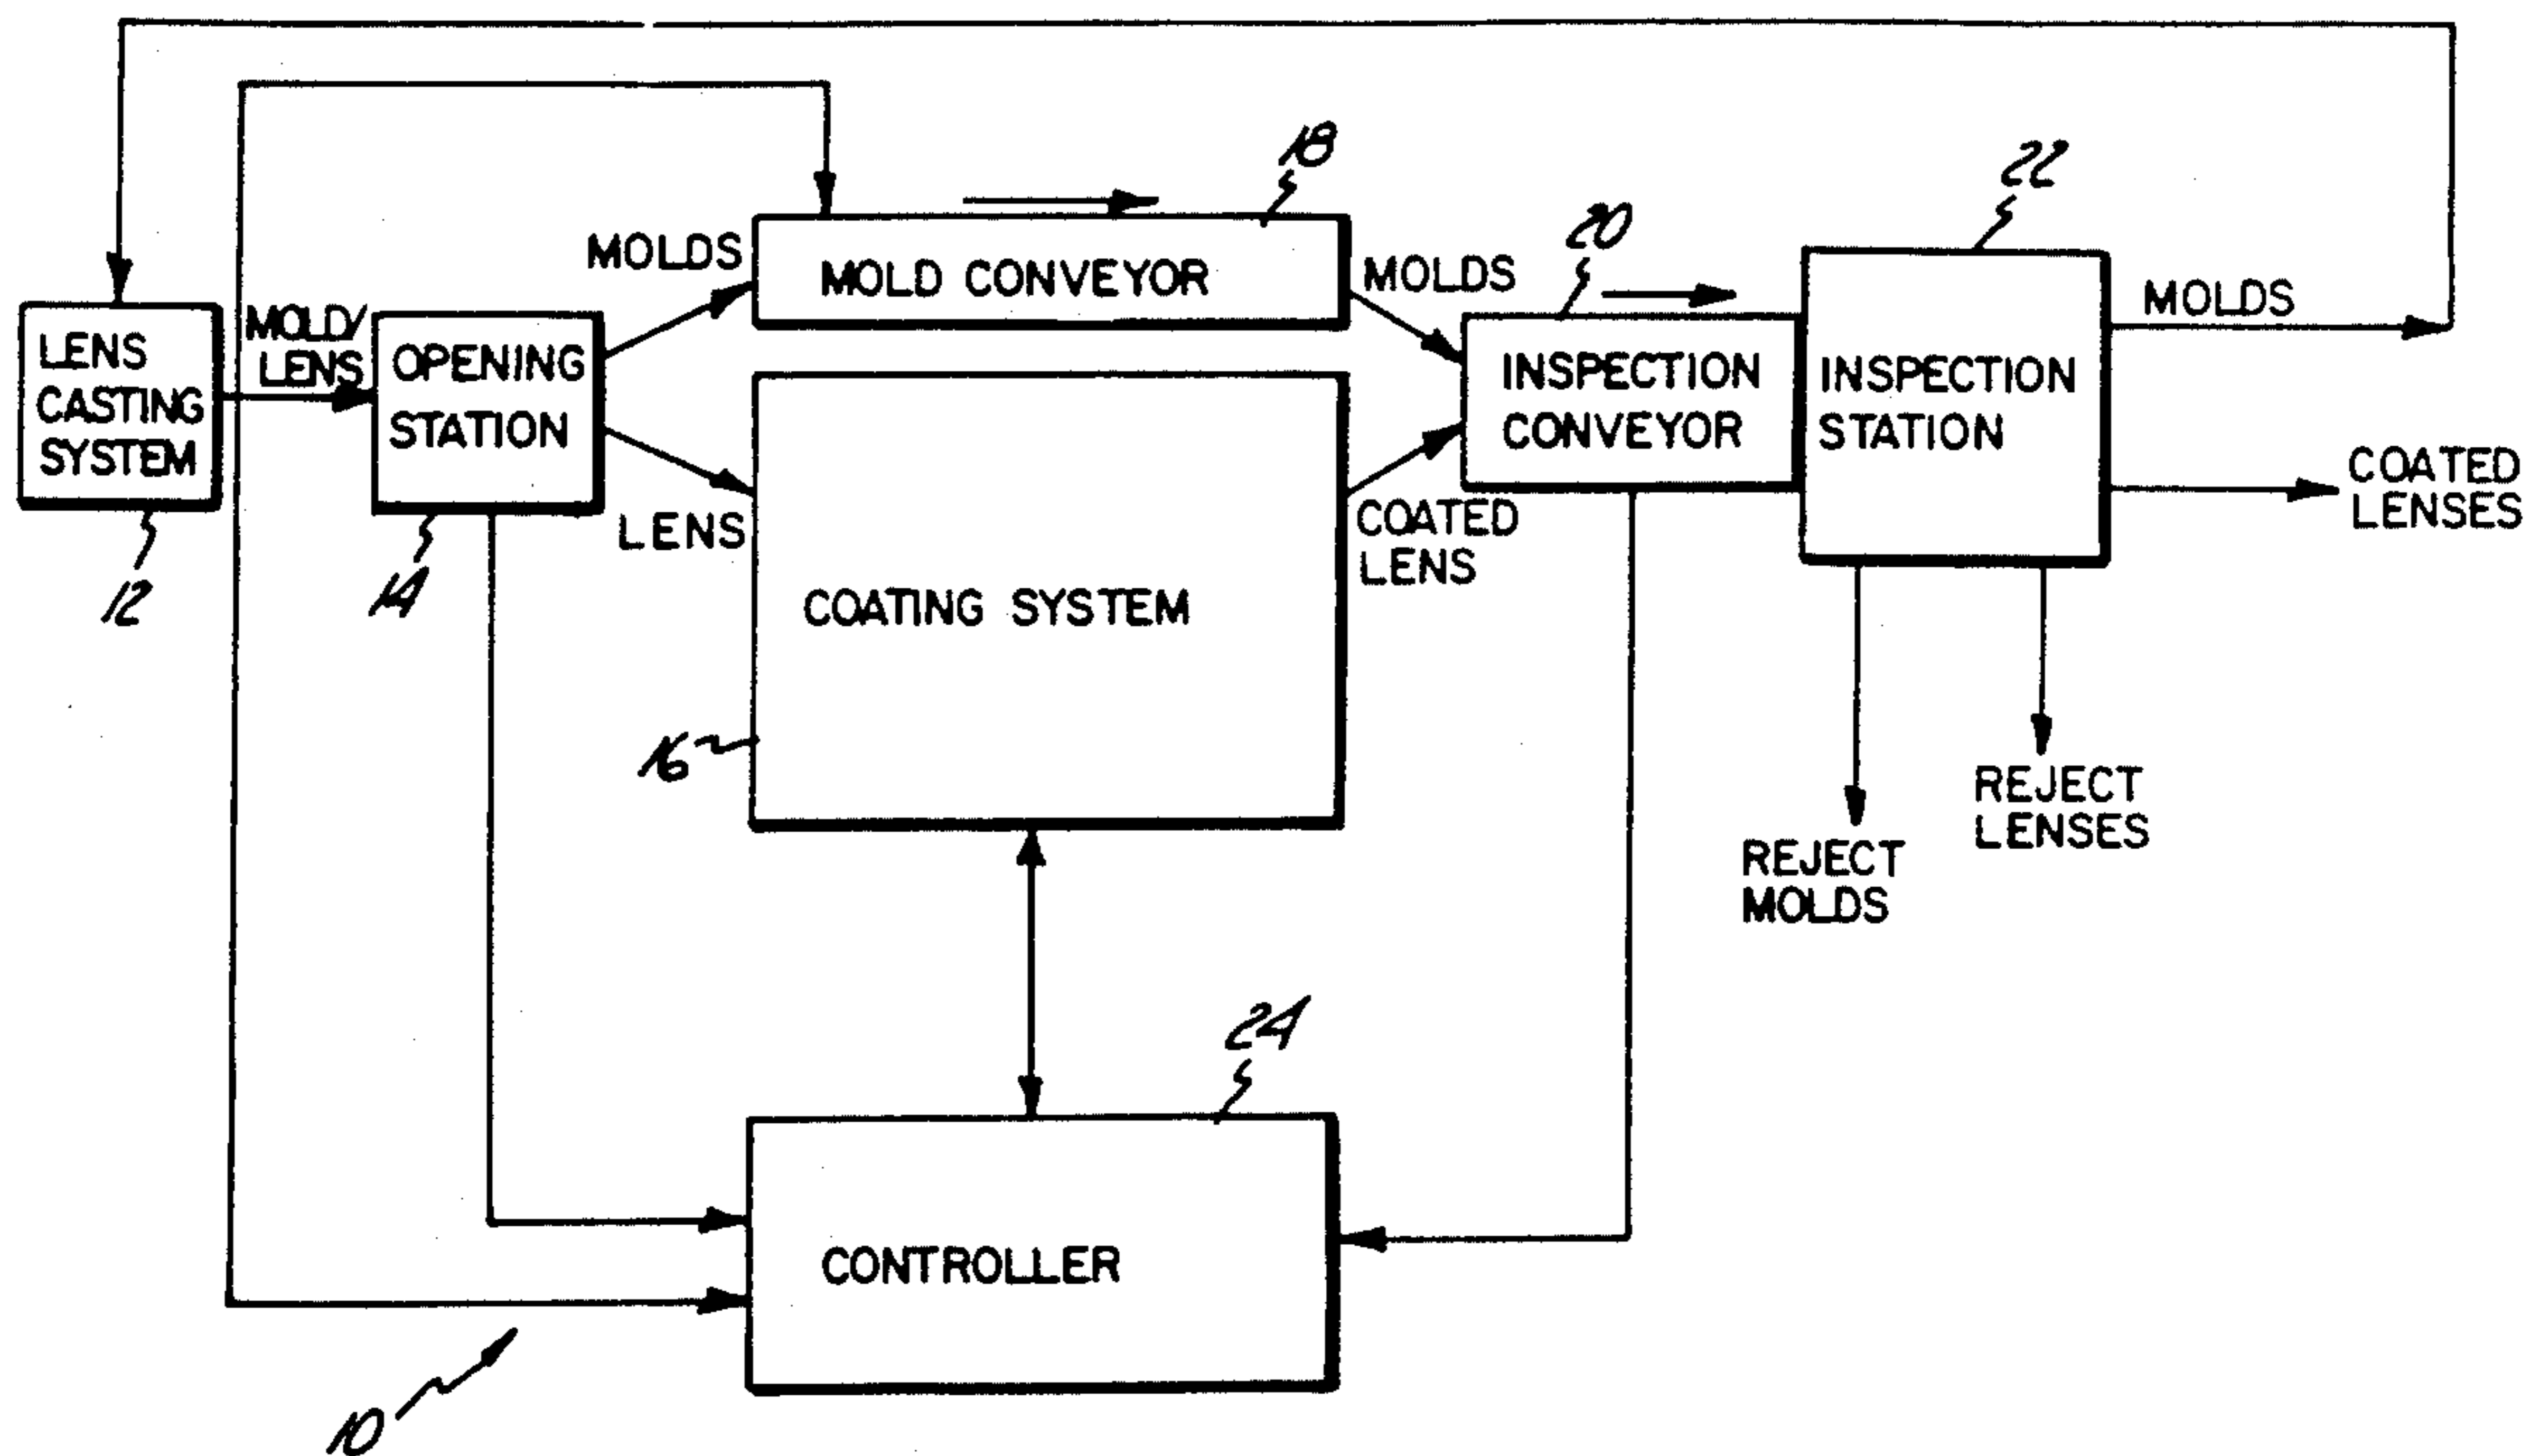 18
22
20
MOLDS
MOLD CONVEYOR
MOLDS
MOLDS
LENS
CASTING
SYSTEM
MOLD/
LENS
OPENING
STATION
INSPECTION
CONVEYOR
INSPECTION
STATION
COATED
LENSES
LENS
COATED
LENS
12
14
COATING SYSTEM
16
REJECT
LENSES
REJECT
MOLDS
24
CONTROLLER
10